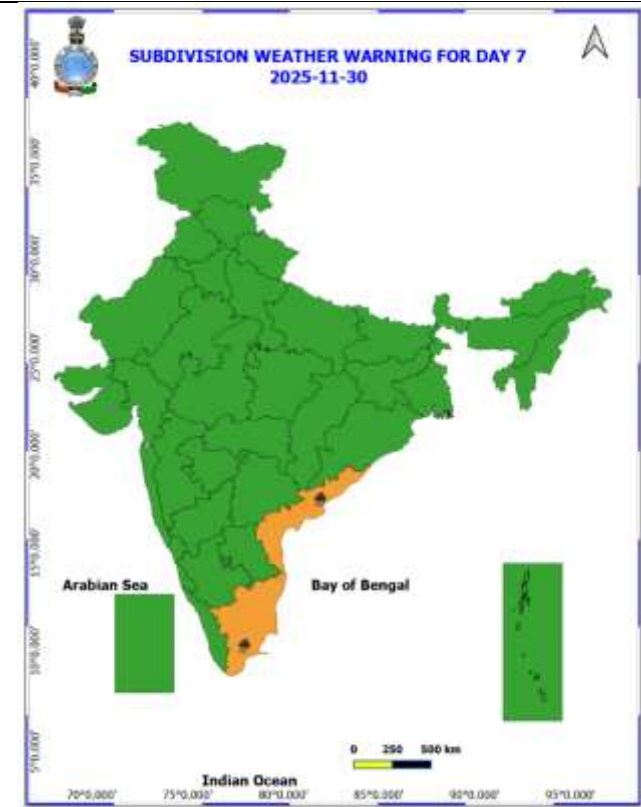 SUBDIVISION WEATHER WARNING FOR DAY 7
2025-11-30
40°0.000'
35°0.000'
30°0.000'
25°0.000'
20°0.000'
15°0.000'
10°0.000'
5°0.000'
Arabian Sea
Bay of Bengal
0 250 500 km
Indian Ocean
70°0.000' 75°0.000' 80°0.000' 85°0.000' 90°0.000' 95°0.000'